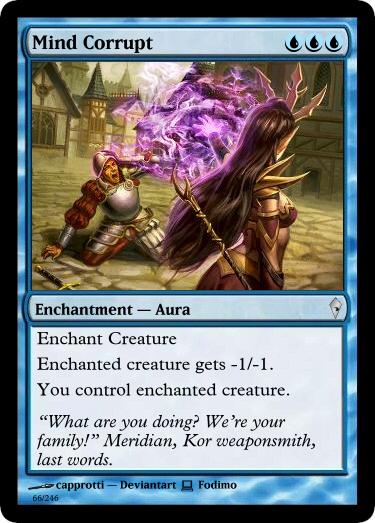 Mind Corrupt
Enchantment — Aura
Enchant Creature
Enchanted creature gets -1/-1.
You control enchanted creature.
“What are you doing? We’re your
family!” Meridian, Kor weaponsmith,
last words.
capprotti — Deviantart Fodimo
66/246